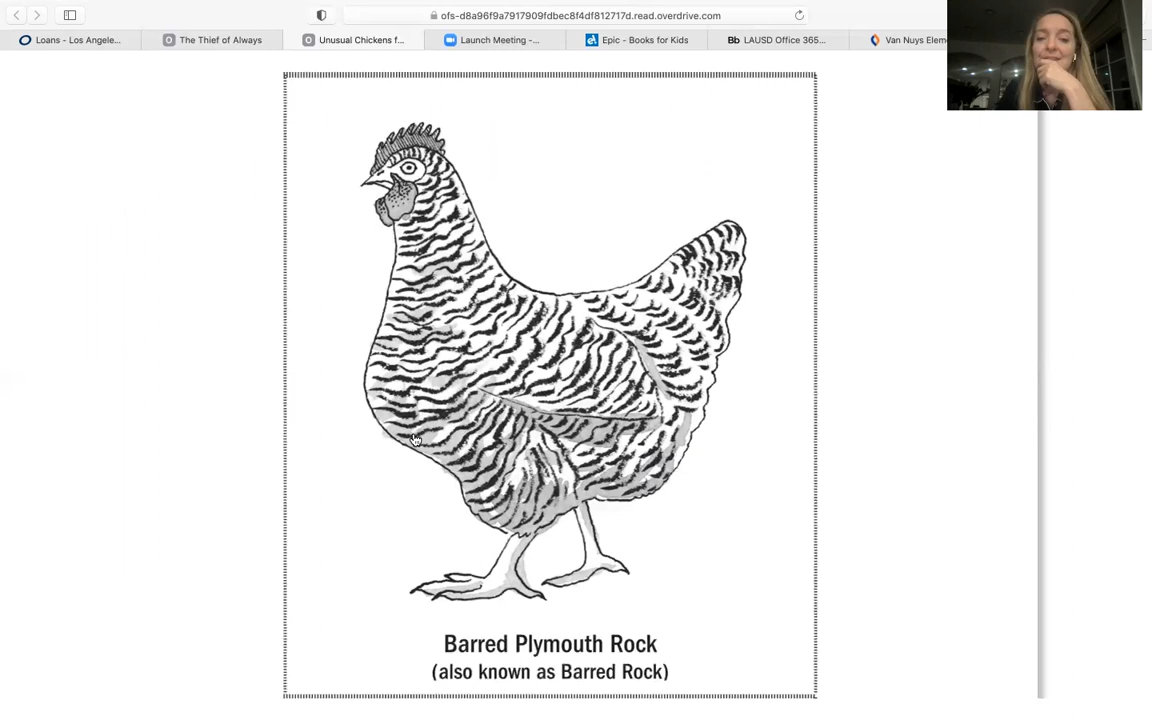 ofs-d8a96f9a7917909fdbec8f4df812717d.read.overdrive.com
Loans - Los Angele...
The Thief of Always
Unusual Chickens f...
Launch Meeting -...
Epic - Books for Kids
Bb LAUSD Office 365...
Van Nuys Elem
Barred Plymouth Rock
(also known as Barred Rock)